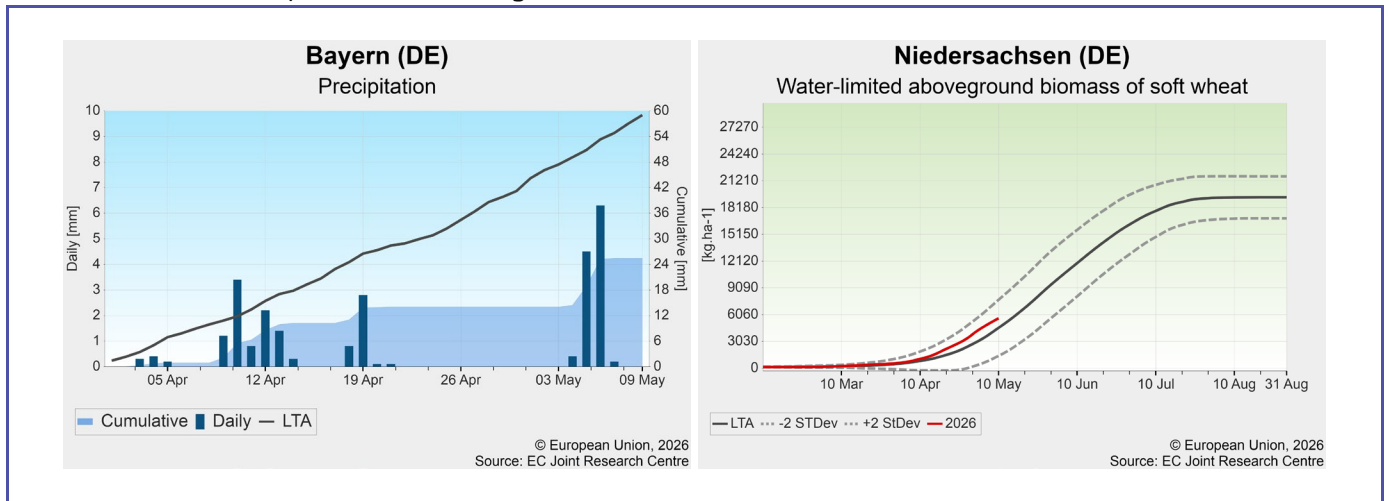 Bayern (DE)
Precipitation
10
9
8
7
6
5
4
3
2
1
0
Daily [mm]
60
54
48
42
36
30
24
18
12
6
0
Cumulative [mm]
05 Apr
12 Apr
19 Apr
26 Apr
03 May
09 May
Cumulative
Daily
LTA
© European Union, 2026
Source: EC Joint Research Centre
Niedersachsen (DE)
Water-limited aboveground biomass of soft wheat
27270
24240
21210
18180
15150
12120
9090
6060
3030
0
[kg.ha-1]
10 Mar
10 Apr
10 May
10 Jun
10 Jul
10 Aug
31 Aug
LTA
-2 STDev
+2 StDev
2026
© European Union, 2026
Source: EC Joint Research Centre